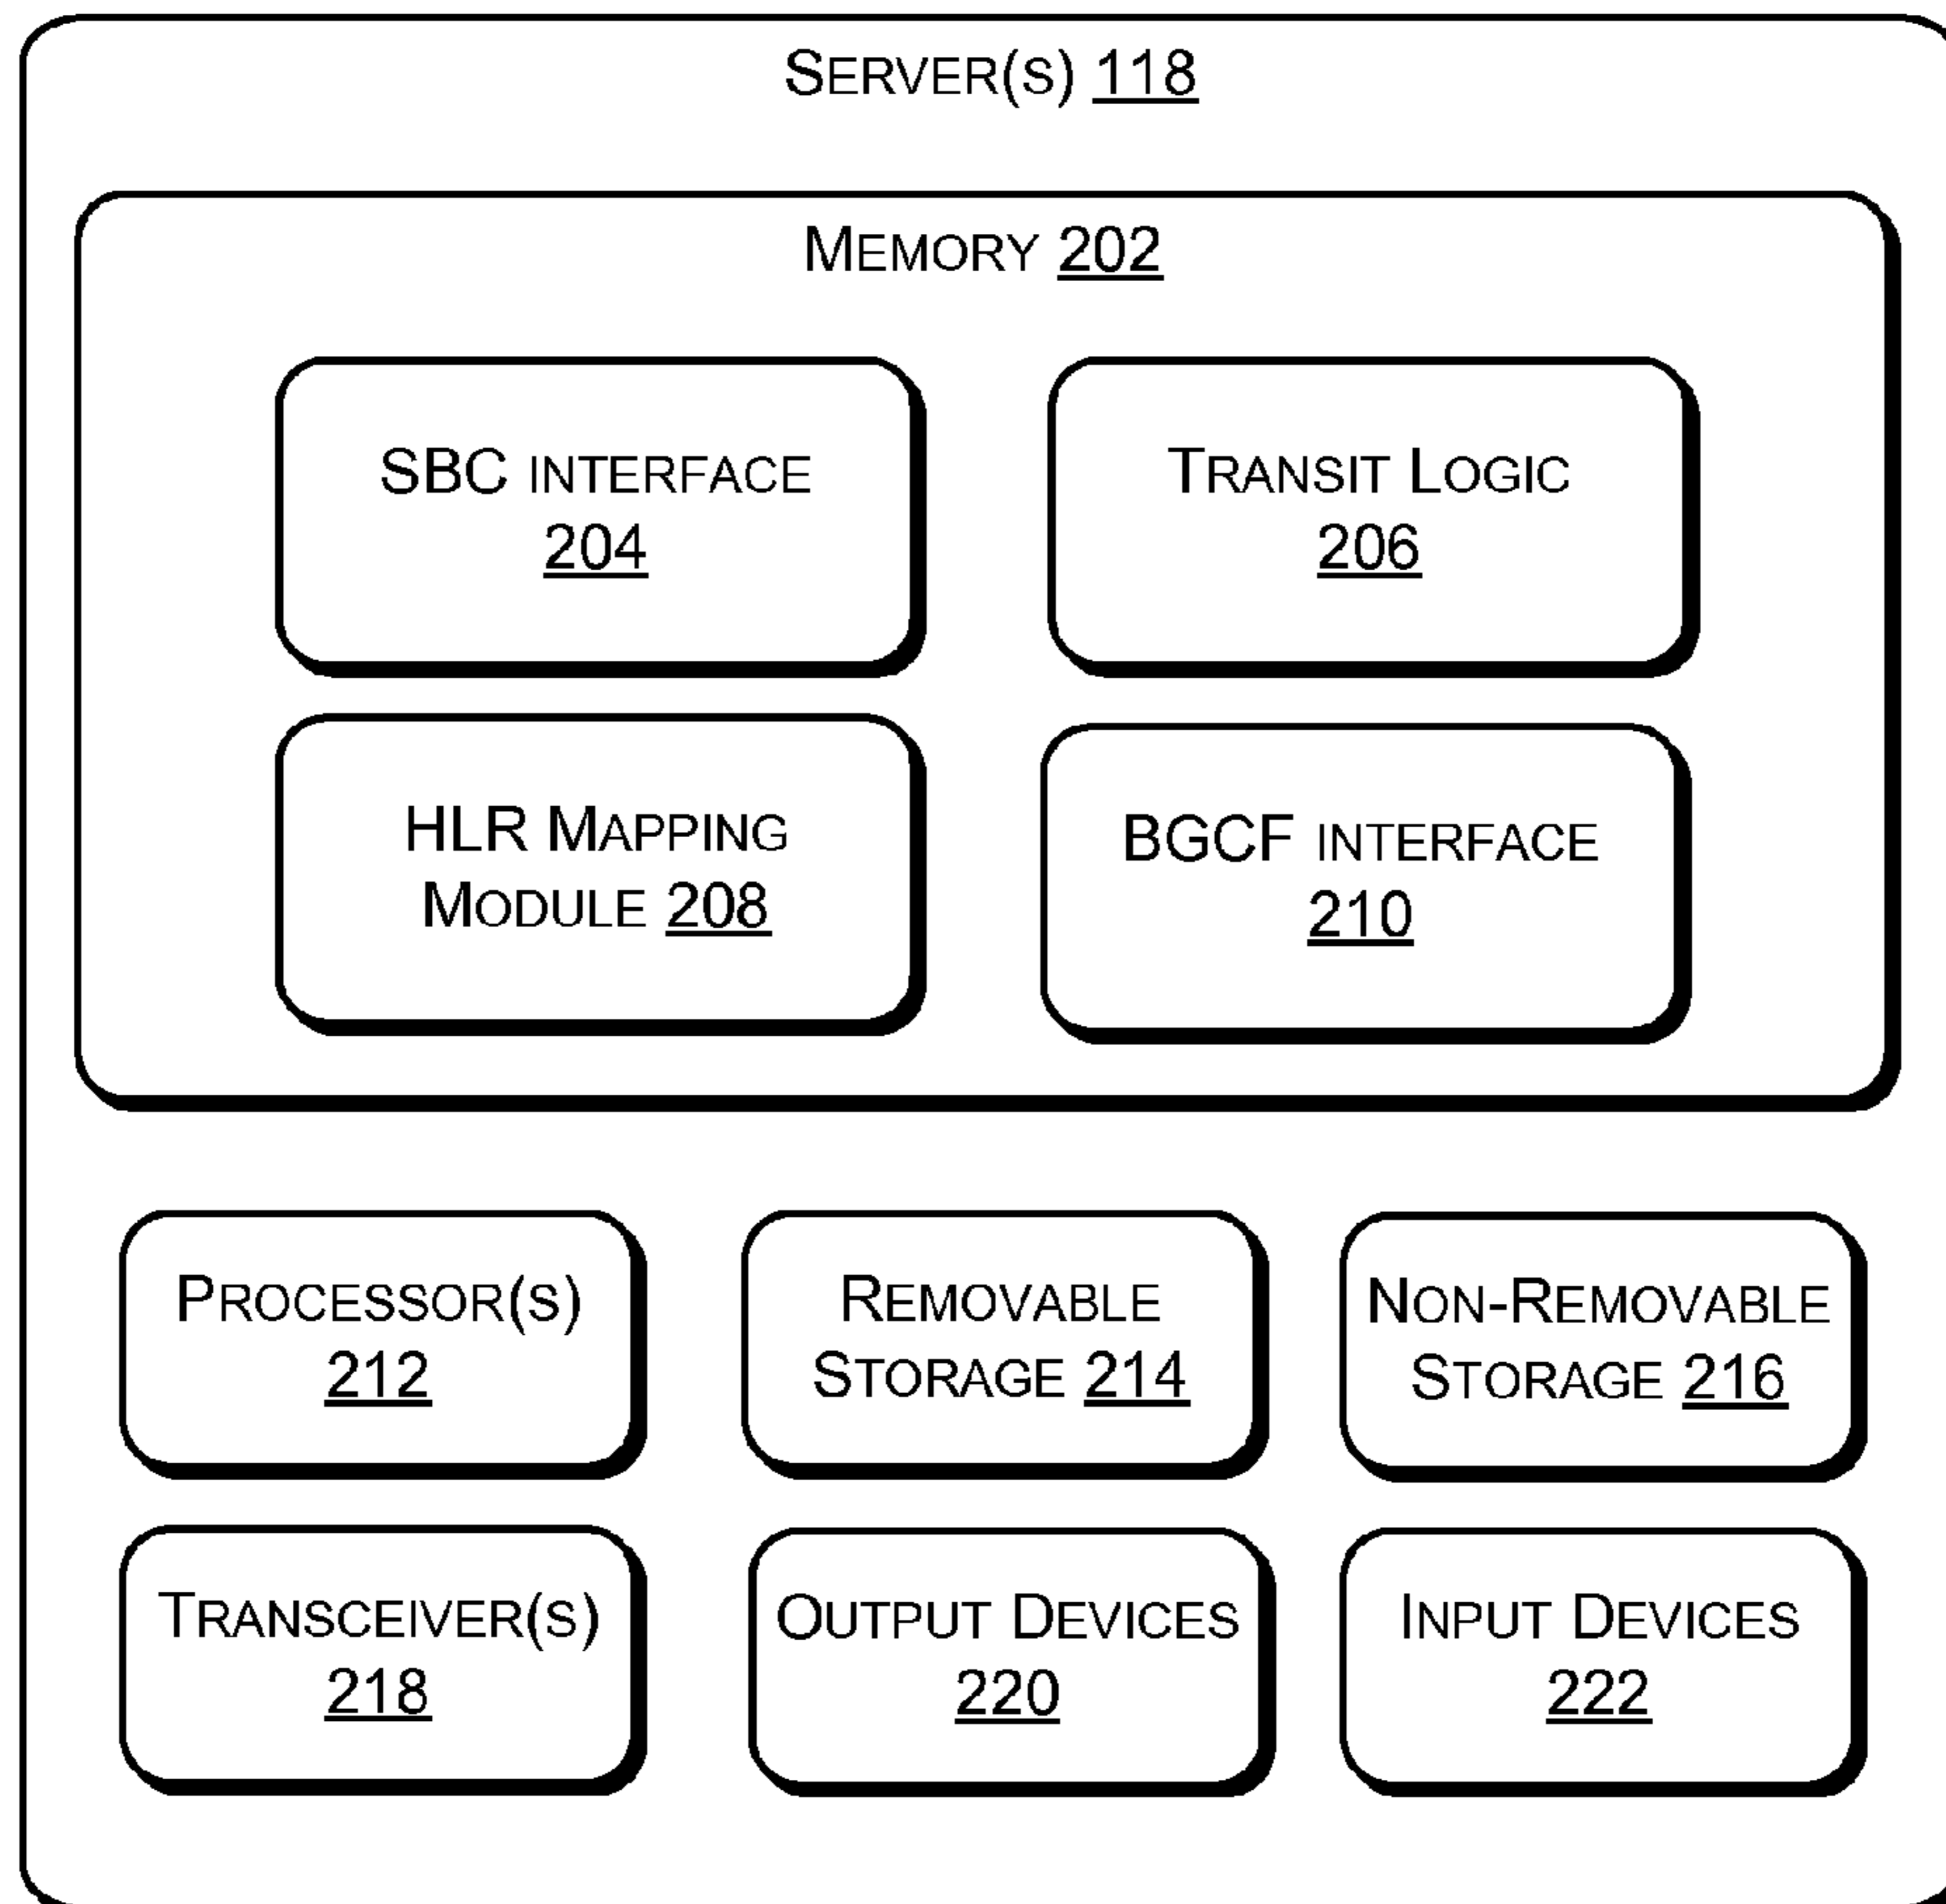 SERVER(S) 118
MEMORY 202
SBC INTERFACE
204
TRANSIT LOGIC
206
HLR MAPPING
MODULE 208
BGCF INTERFACE
210
PROCESSOR(S)
212
REMOVABLE
STORAGE 214
NON-REMOVABLE
STORAGE 216
TRANSCEIVER(S)
218
OUTPUT DEVICES
220
INPUT DEVICES
222